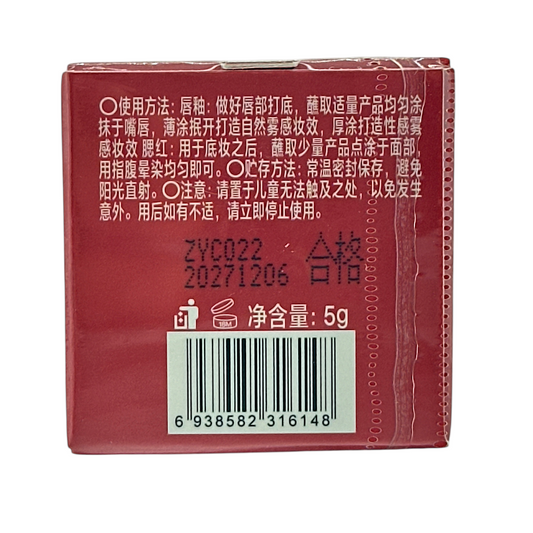 〇使用方法：唇釉：做好唇部打底，蘸取适量产品均匀涂
抹于嘴唇，薄涂抿开打造自然雾感妆效，厚涂打造性感雾
感妆效 腮红：用于底妆之后，蘸取少量产品点涂于面部，
用指腹晕染均匀即可。〇贮存方法：常温密封保存，避免
阳光直射。〇注意：请置于儿童无法触及之处，以免发生
意外。用后如有不适，请立即停止使用。
ZYC022 合格
20271206
18M 净含量：5g
6 938582 316148